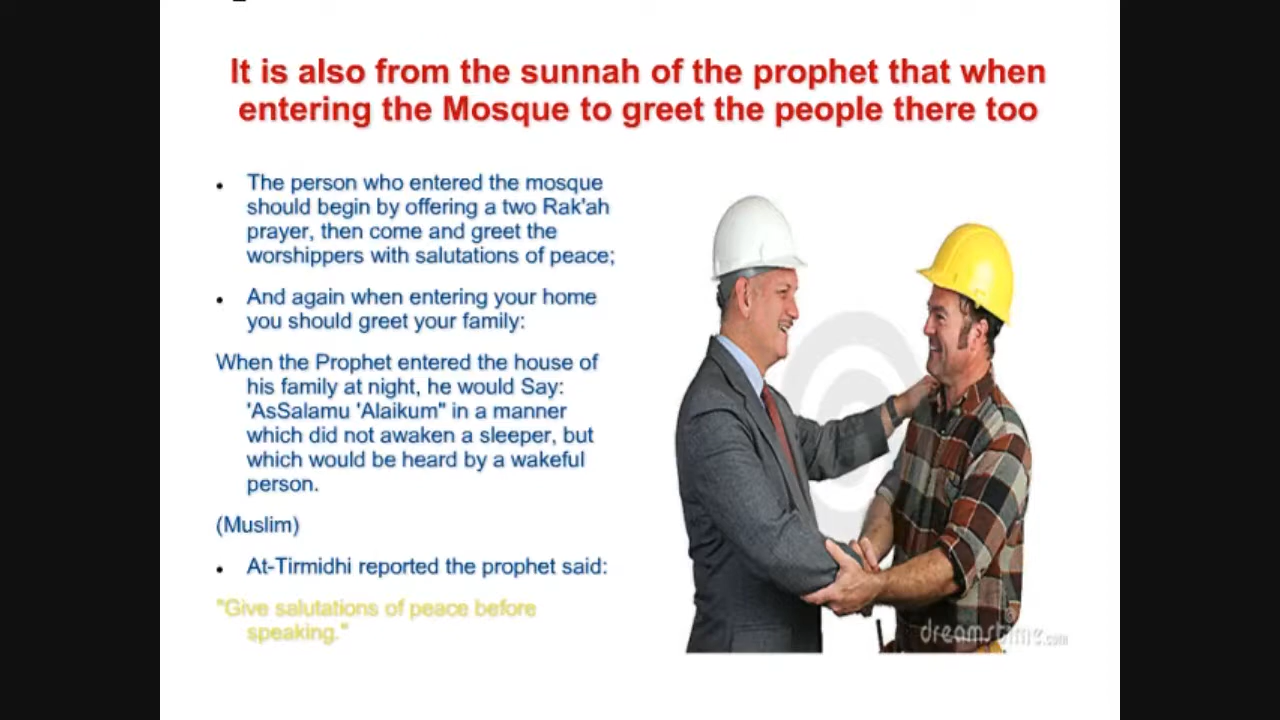 It is also from the sunnah of the prophet that when
entering the Mosque to greet the people there too
The person who entered the mosque
should begin by offering a two Rak'ah
prayer, then come and greet the
worshippers with salutations of peace;
And again when entering your home
you should greet your family:
When the Prophet entered the house of
his family at night, he would Say:
'AsSalamu 'Alaikum" in a manner
which did not awaken a sleeper, but
which would be heard by a wakeful
person.
(Muslim)
At-Tirmidhi reported the prophet said:
"Give salutations of peace before
speaking."
dreamstime.com